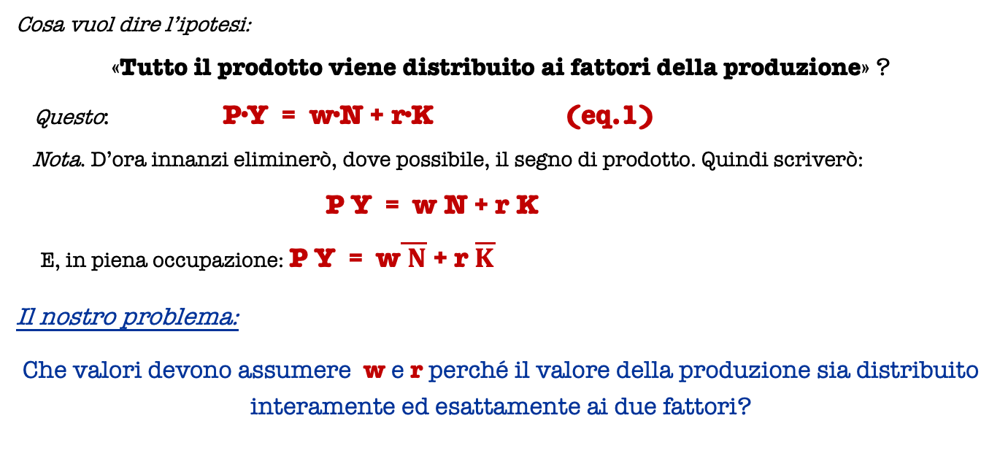 Cosa vuol dire l’ipotesi:
«Tutto il prodotto viene distribuito ai fattori della produzione» ?
Questo: P·Y = w·N + r·K (eq.1)
Nota. D’ora innanzi eliminerò, dove possibile, il segno di prodotto. Quindi scriverò:
P Y = w N + r K
E, in piena occupazione: P Y = w N̅ + r K̅
Il nostro problema:
Che valori devono assumere w e r perché il valore della produzione sia distribuito
interamente ed esattamente ai due fattori?